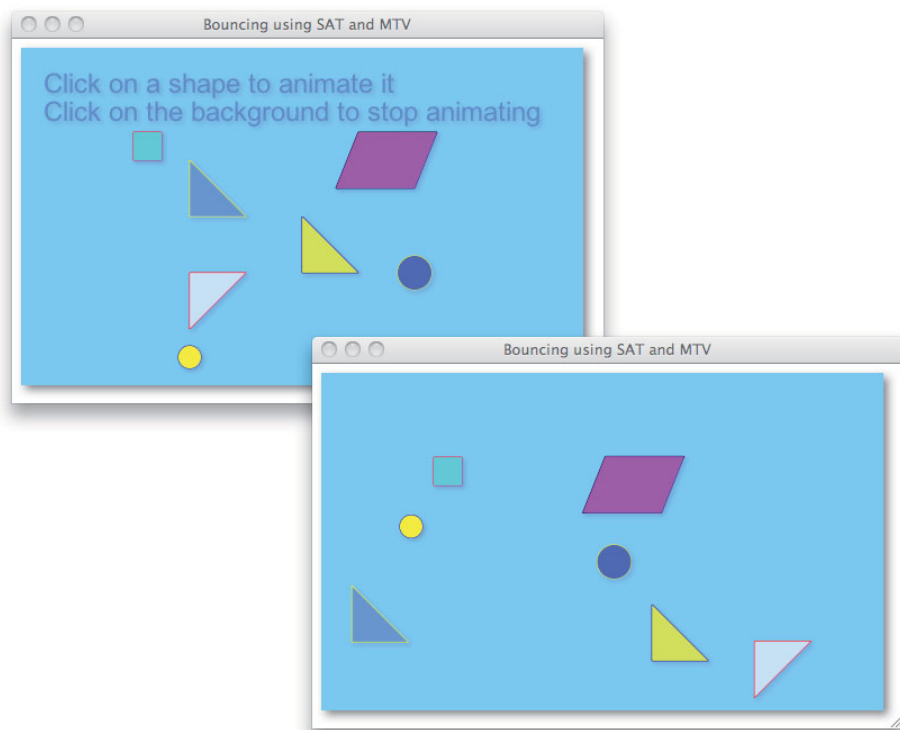 Bouncing using SAT and MTV
Click on a shape to animate it
Click on the background to stop animating
Bouncing using SAT and MTV